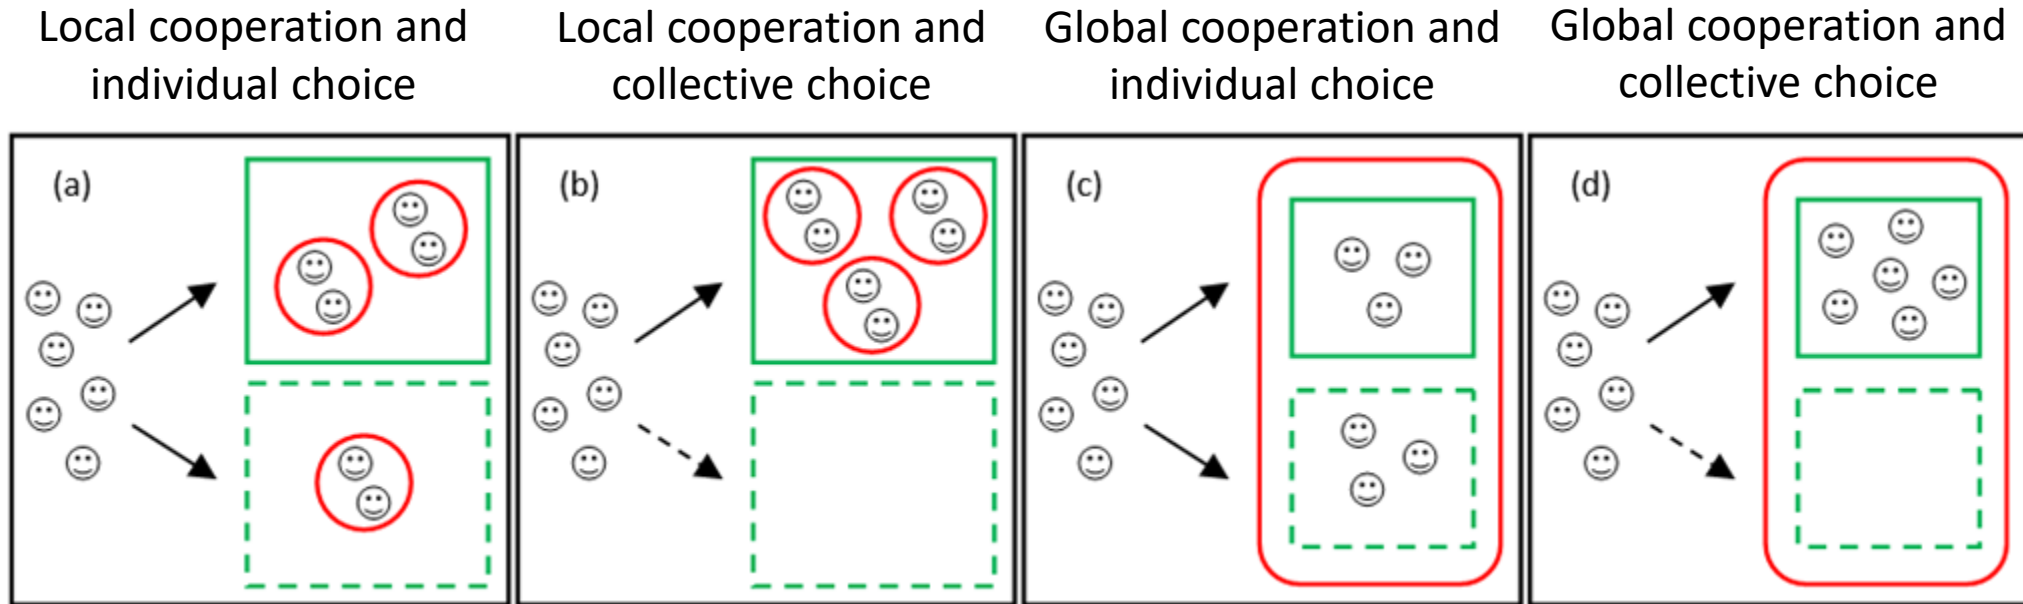 Local cooperation and
individual choice
Local cooperation and
collective choice
Global cooperation and
individual choice
Global cooperation and
collective choice
(a)
(b)
(c)
(d)